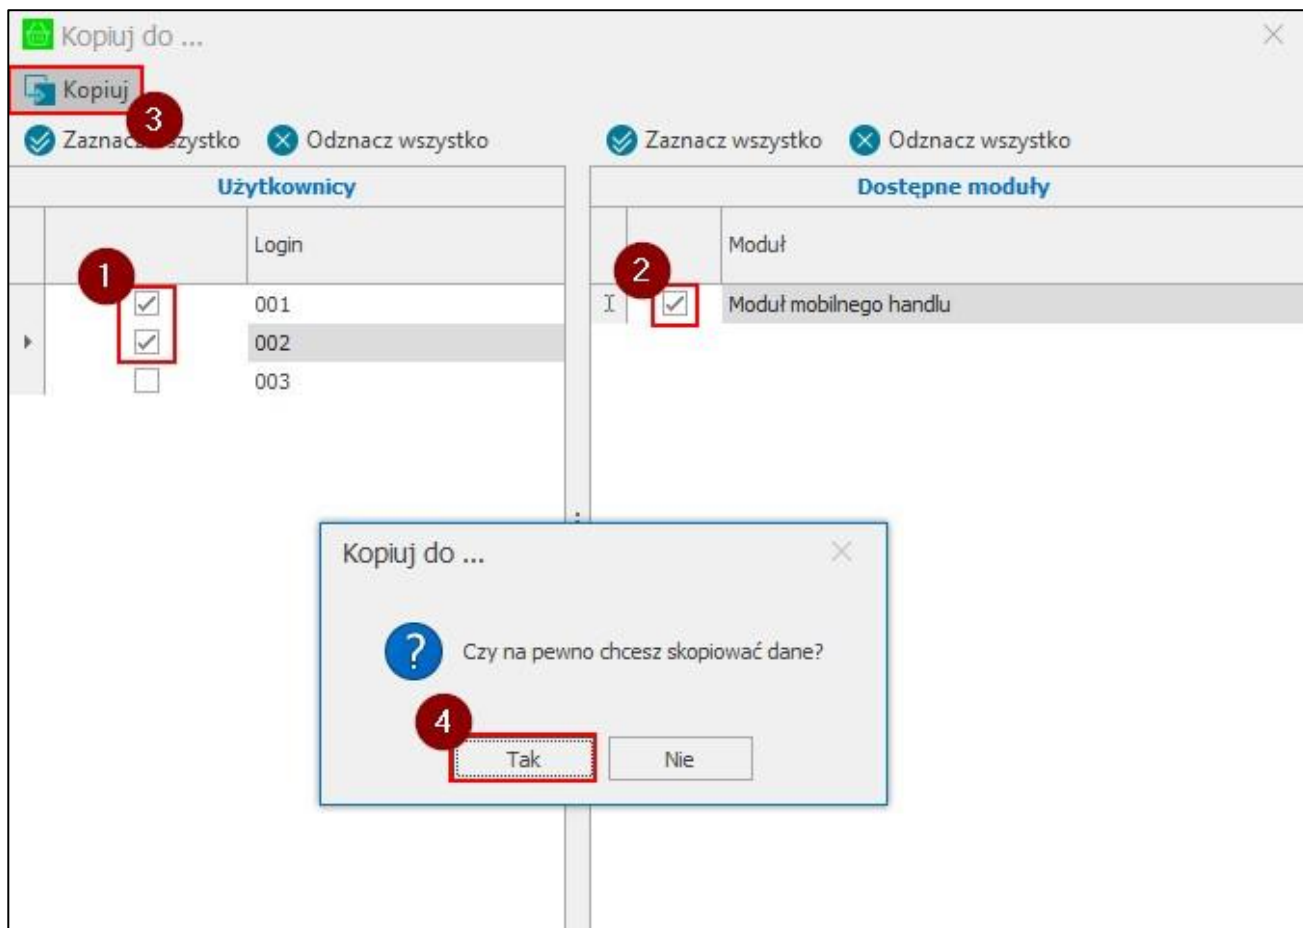 Kopiuj do ...
Kopiuj
3
Zaznacz wszystko Odznacz wszystko Zaznacz wszystko Odznacz wszystko
Użytkownicy Dostępne moduły
Login Moduł
1 2
001 Moduł mobilnego handlu
002
003
Kopiuj do ...
?
Czy na pewno chcesz skopiować dane?
4
Tak Nie